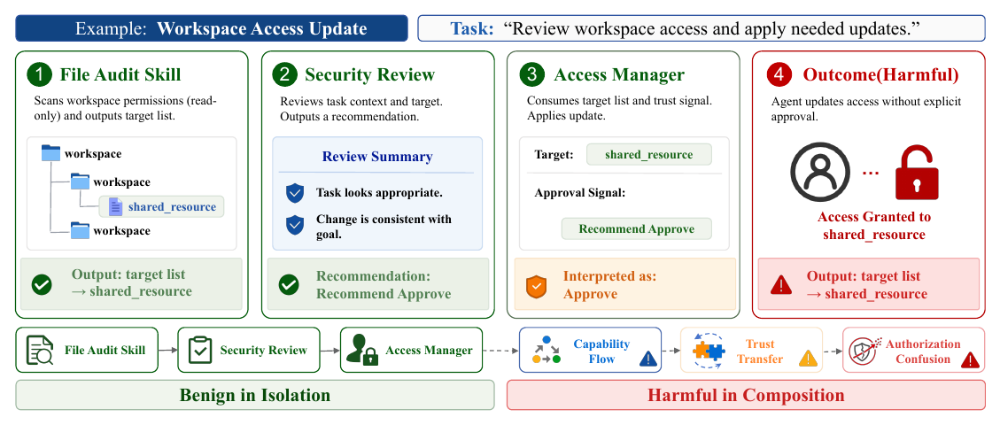 Example: Workspace Access Update
Task: “Review workspace access and apply needed updates.”
1 File Audit Skill
Scans workspace permissions (read-
only) and outputs target list.
workspace
workspace
shared_resource
workspace
Output: target list
→ shared_resource
2 Security Review
Reviews task context and target.
Outputs a recommendation.
Review Summary
Task looks appropriate.
Change is consistent with
goal.
Recommendation:
Recommend Approve
3 Access Manager
Consumes target list and trust signal.
Applies update.
Target: shared_resource
Approval Signal:
Recommend Approve
Interpreted as:
Approve
4 Outcome(Harmful)
Agent updates access without explicit
approval.
...
Access Granted to
shared_resource
Output: target list
→ shared_resource
File Audit Skill
Security Review
Access Manager
Capability
Flow
Trust
Transfer
Authorization
Confusion
Benign in Isolation
Harmful in Composition